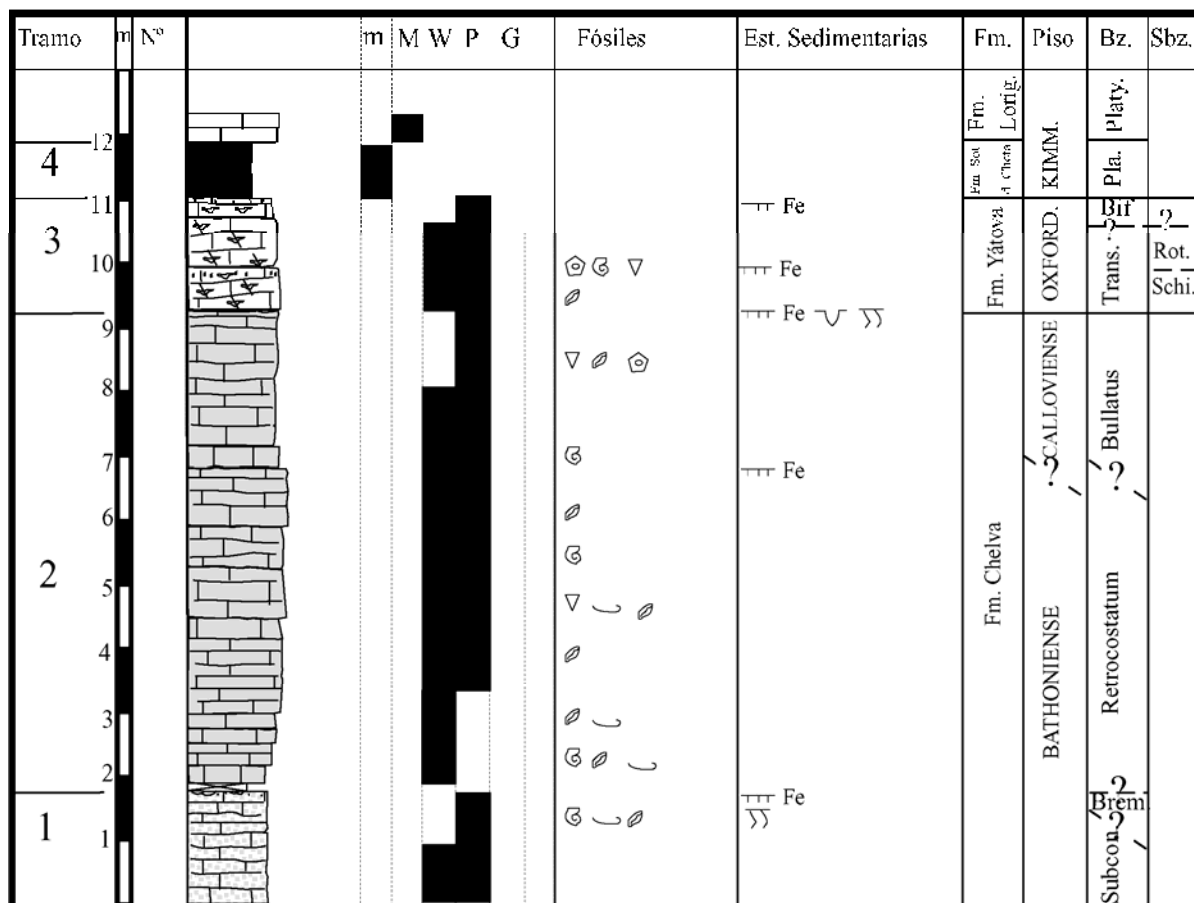 Tramo m Nº m M W P G Fósiles Est. Sedimentarias Fm. Piso Bz. Sbz.
Fm. Lorig.
Platy.
12
4
KIMM.
Pla.
11
Fe
Bif
?
3
Fm. Yátova
OXFORD.
Trans.
?
Rot.
10
Fe
Schi.
9
Fe
8
CALLOVIENSE
Bullatus
7
Fe
?
?
6
2
5
Fm. Chelva
4
BATHONIENSE
Retrocostatum
3
2
?
Fe
Brem.
1
1
?
Subcon.